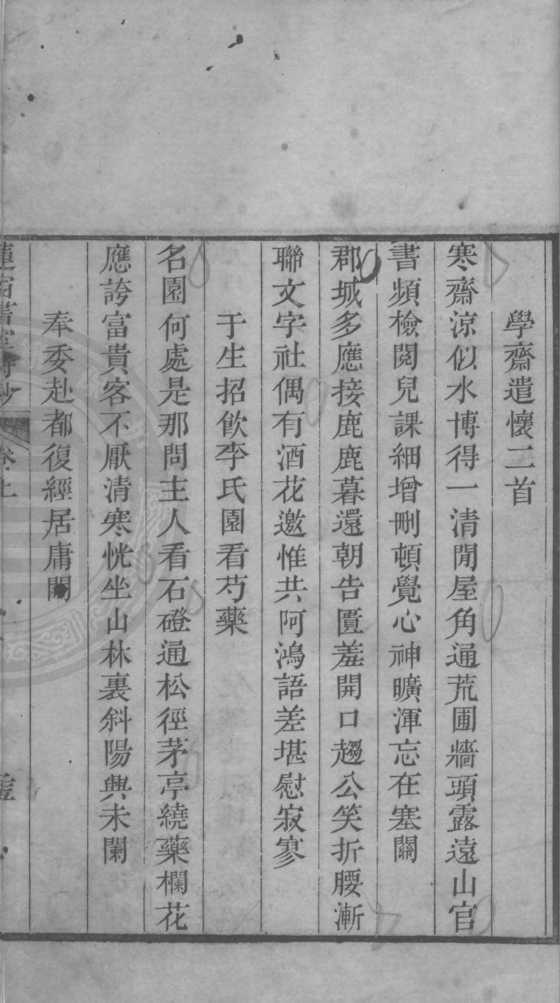 學齋遣懷二首
寒齋涼似水博得一清閒屋角通荒圃牆頭露遠山官
書頻檢閱兒課細增刪頓覺心神曠渾忘在塞關
郡城多應接鹿鹿暮還朝告匱羞開口趨公笑折腰漸
聯文字社偶有酒花邀惟共阿鴻語差堪慰寂寥
于生招飲李氏園看芍藥
名園何處是那問主人看石磴通松徑茅亭繞藥欄花
應誇富貴客不厭清寒恍坐山林裏斜陽興未闌
奉委赴都復經居庸關
書室詩鈔 卷上